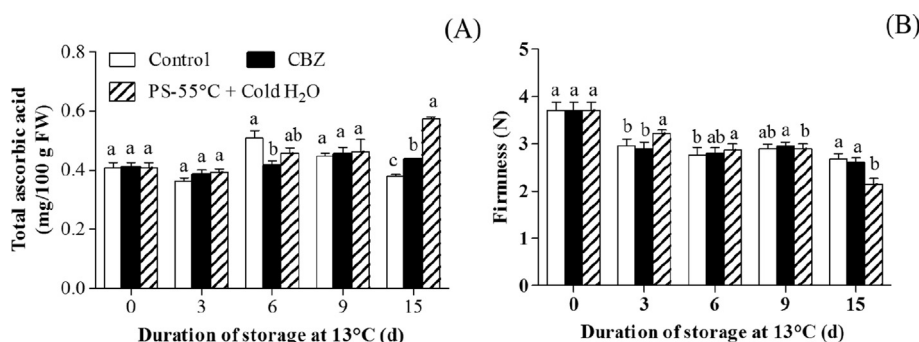 (A)
Total ascorbic acid
(mg/100 g FW)
0.8
0.6
0.4
0.2
0.0
Control CBZ
PS-55°C + Cold H2O
a a a
a a a
a b ab
a a a
c b a
0 3 6 9 15
Duration of storage at 13°C (d)
(B)
Firmness (N)
5
4
3
2
1
0
a a a
b b a
b ab a
ab a b
a a b
0 3 6 9 15
Duration of storage at 13°C (d)